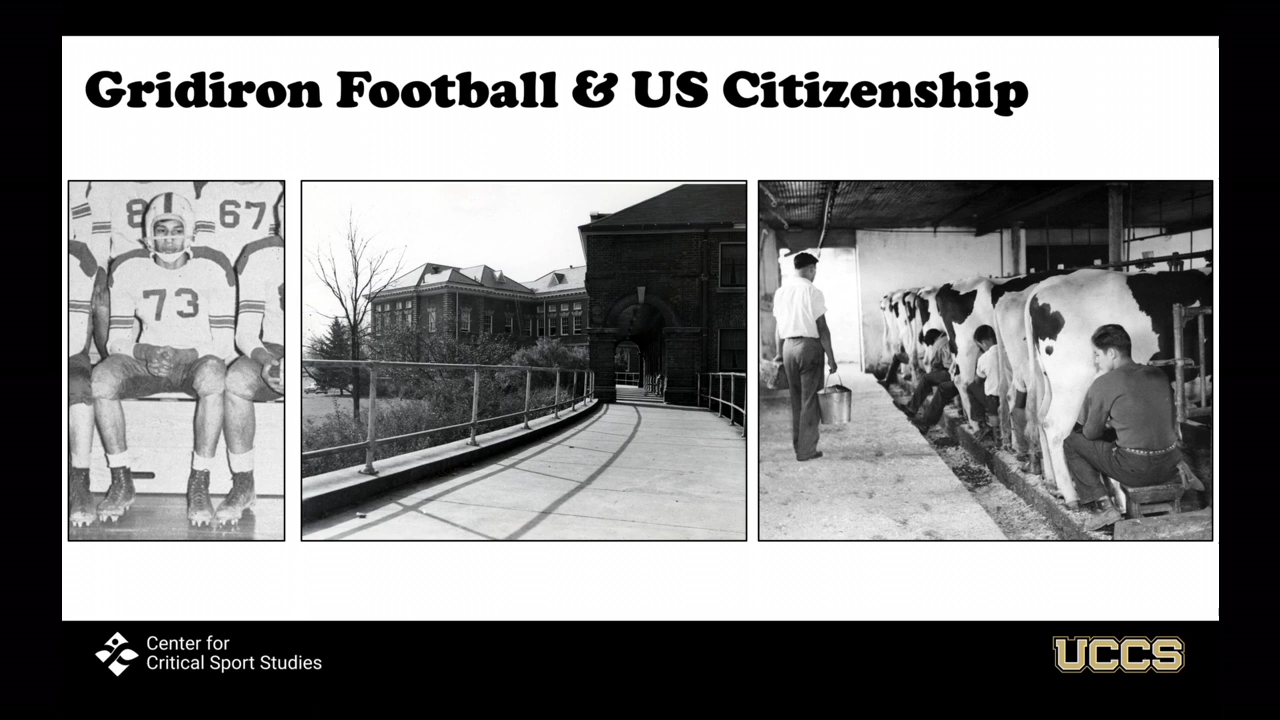 Gridiron Football & US Citizenship
8
67
73
Center for
Critical Sport Studies
UCCS